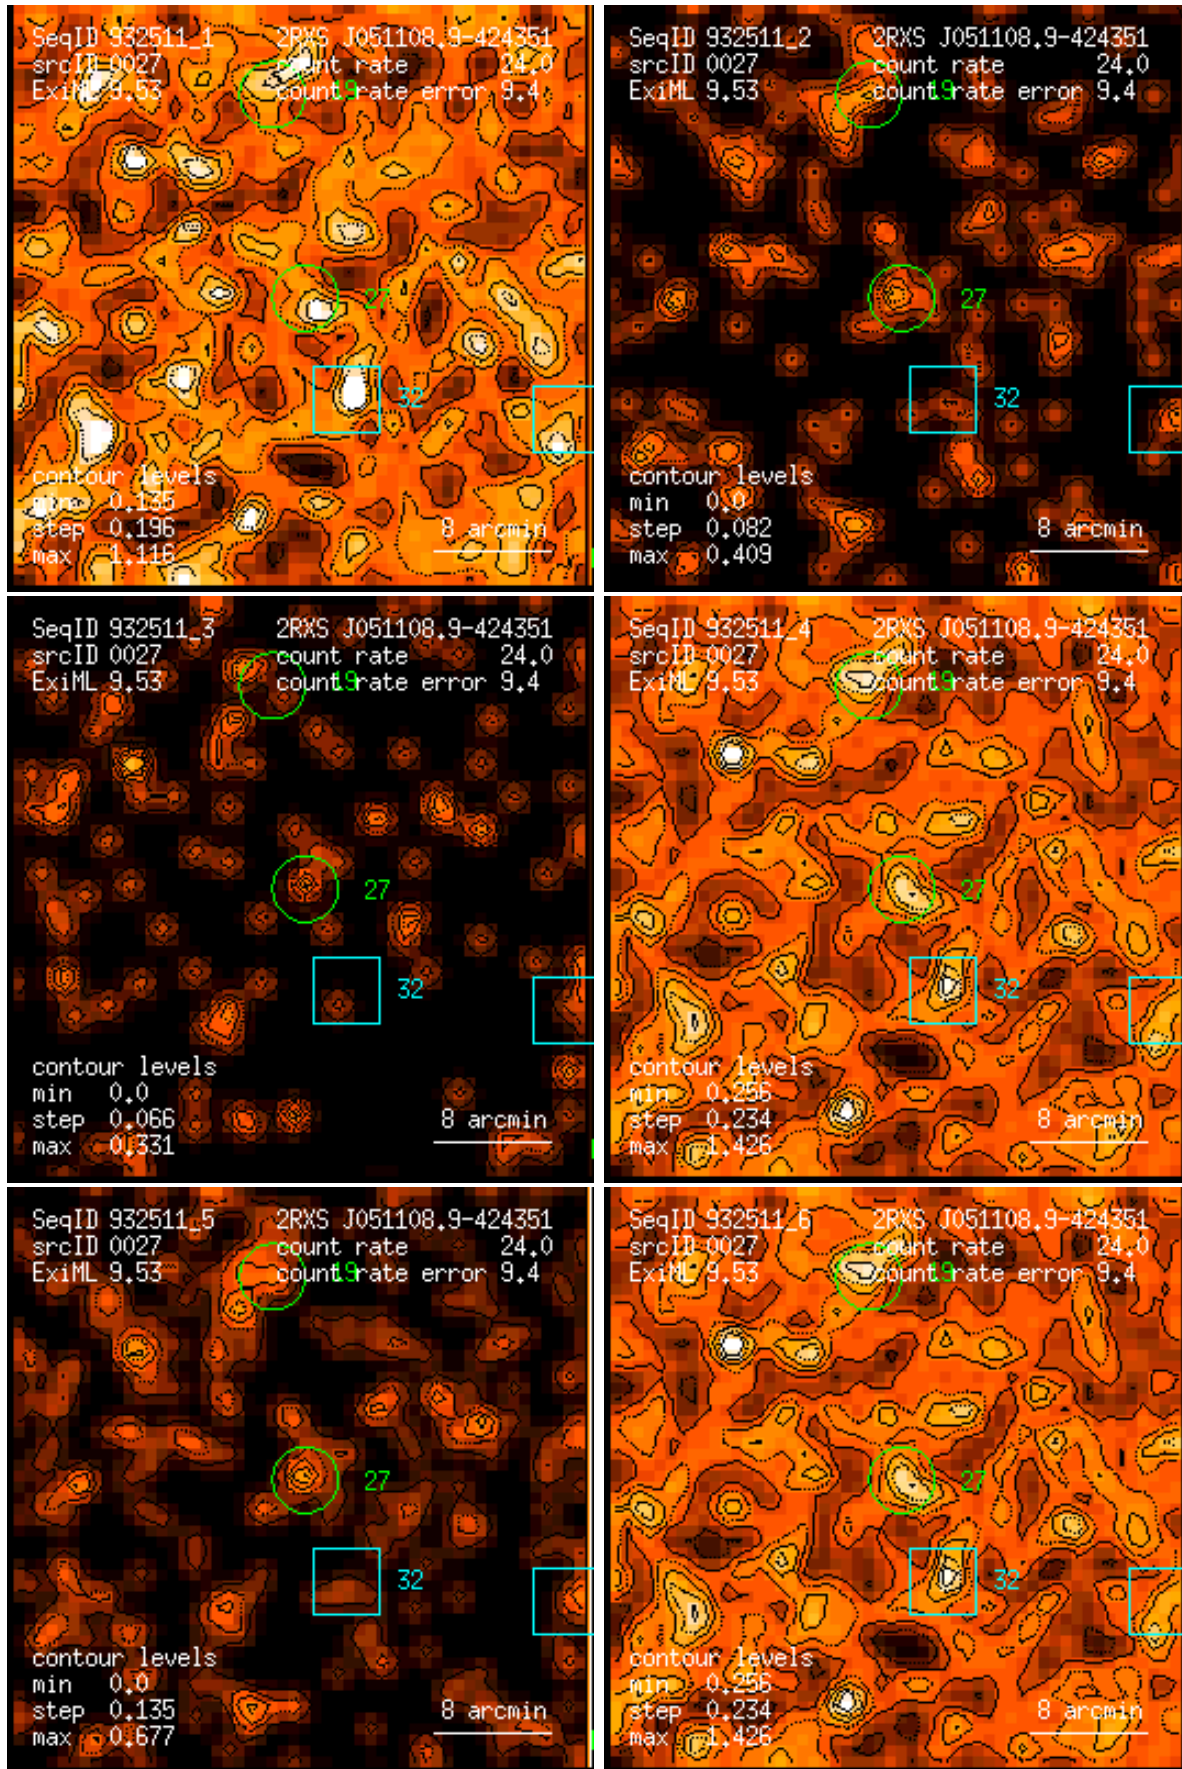 SeqID 932511_1 2RXS J051108.9-424351
srcID 0027 count rate 24.0
ExiML 9.53 count rate error 9.4
19
27
32
contour levels
min 0.135
step 0.196 8 arcmin
max 1.116
SeqID 932511_2 2RXS J051108.9-424351
srcID 0027 count rate 24.0
ExiML 9.53 count rate error 9.4
19
27
32
contour levels
min 0.0
step 0.082 8 arcmin
max 0.409
SeqID 932511_3 2RXS J051108.9-424351
srcID 0027 count rate 24.0
ExiML 9.53 count rate error 9.4
19
27
32
contour levels
min 0.0
step 0.066 8 arcmin
max 0.331
SeqID 932511_4 2RXS J051108.9-424351
srcID 0027 count rate 24.0
ExiML 9.53 count rate error 9.4
19
27
32
contour levels
min 0.256
step 0.234 8 arcmin
max 1.426
SeqID 932511_5 2RXS J051108.9-424351
srcID 0027 count rate 24.0
ExiML 9.53 count rate error 9.4
19
27
32
contour levels
min 0.0
step 0.135 8 arcmin
max 0.677
SeqID 932511_6 2RXS J051108.9-424351
srcID 0027 count rate 24.0
ExiML 9.53 count rate error 9.4
19
27
32
contour levels
min 0.256
step 0.234 8 arcmin
max 1.426